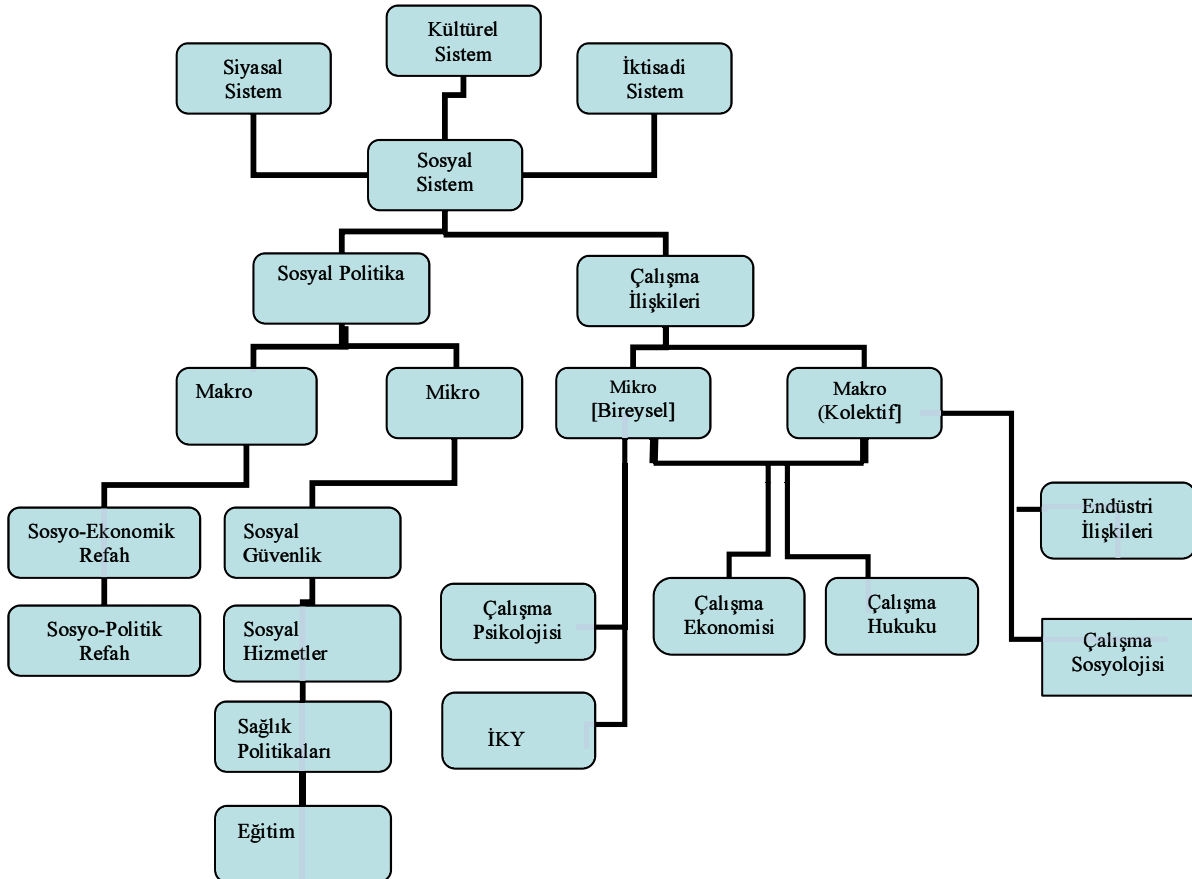 Kültürel
Sistem
Siyasal
Sistem
İktisadi
Sistem
Sosyal
Sistem
Sosyal Politika
Çalışma
İlişkileri
Makro
Mikro
Mikro
[Bireysel]
Makro
(Kolektif]
Sosyo-Ekonomik
Refah
Sosyal
Güvenlik
Endüstri
İlişkileri
Sosyo-Politik
Refah
Sosyal
Hizmetler
Çalışma
Psikolojisi
Çalışma
Ekonomisi
Çalışma
Hukuku
Çalışma
Sosyolojisi
Sağlık
Politikaları
İKY
Eğitim